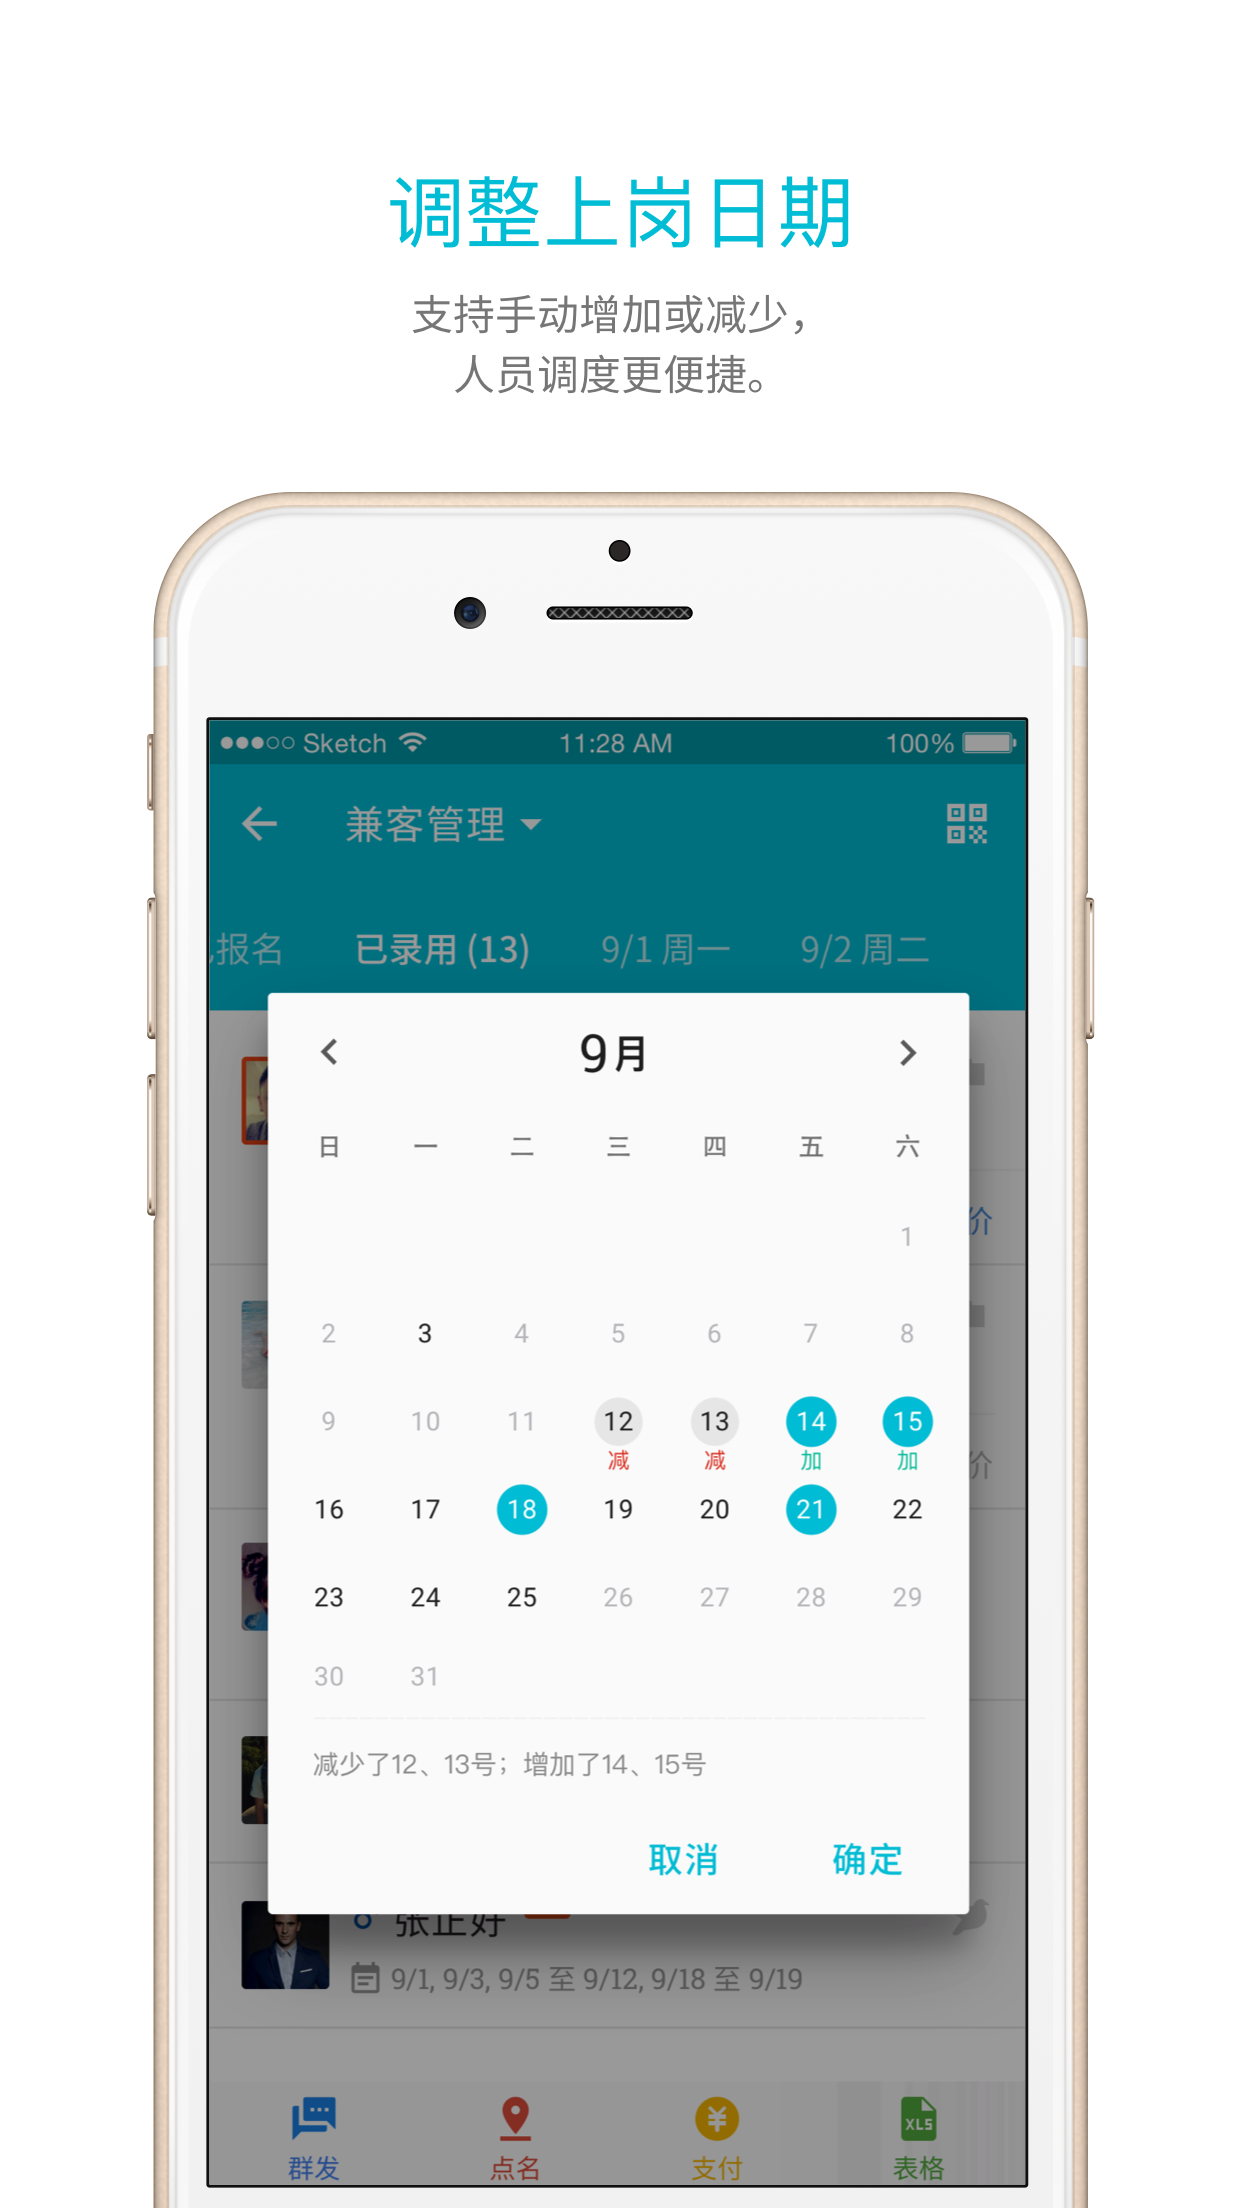 调整上岗日期
支持手动增加或减少，
人员调度更便捷。
Sketch 11:28 AM 100%
兼客管理
报名 已录用 (13) 9/1 周一 9/2 周二
9月
日 一 二 三 四 五 六
1
2 3 4 5 6 7 8
9 10 11 12 13 14 15
减 减 加 加
16 17 18 19 20 21 22
23 24 25 26 27 28 29
30 31
减少了12、13号；增加了14、15号
取消 确定
价
价
张正好
9/1, 9/3, 9/5 至 9/12, 9/18 至 9/19
XLS
群发 点名 支付 表格